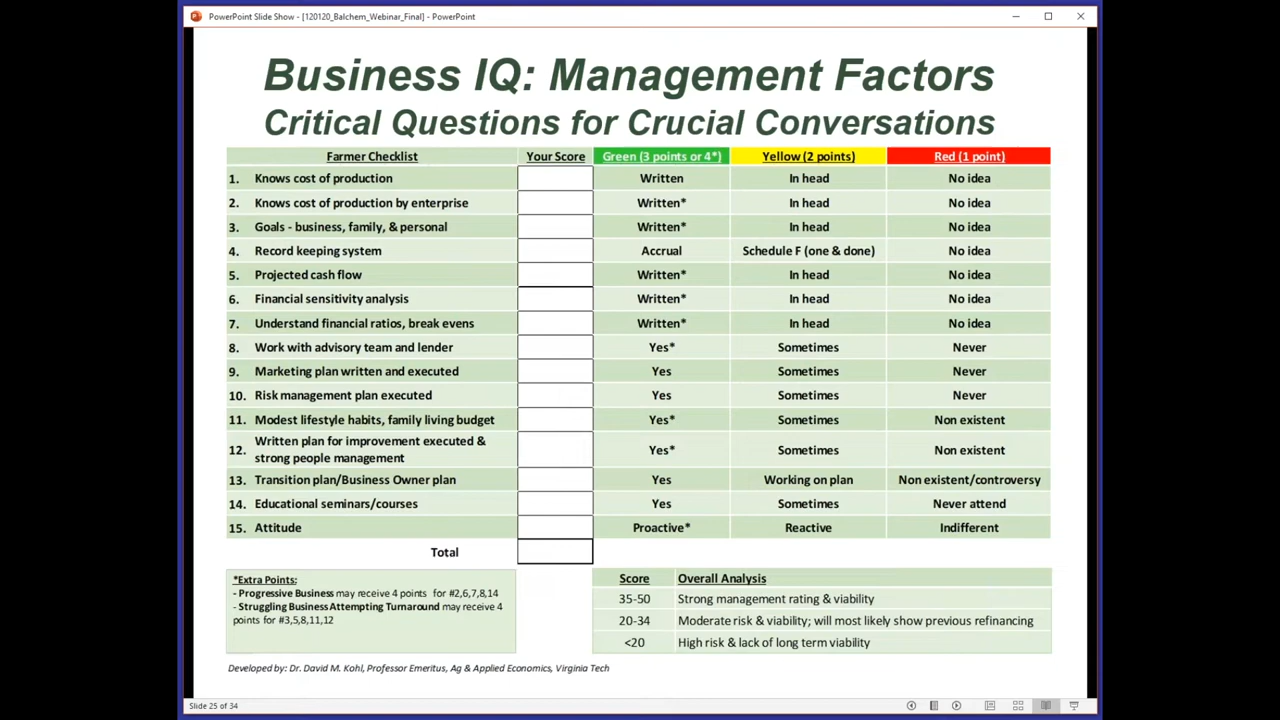 PowerPoint Slide Show - [120120_Balchem_Webinar_Final] - PowerPoint
Business IQ: Management Factors
Critical Questions for Crucial Conversations
Farmer Checklist Your Score Green (3 points or 4*) Yellow (2 points) Red (1 point)
1. Knows cost of production Written In head No idea
2. Knows cost of production by enterprise Written* In head No idea
3. Goals - business, family, & personal Written* In head No idea
4. Record keeping system Accrual Schedule F (one & done) No idea
5. Projected cash flow Written* In head No idea
6. Financial sensitivity analysis Written* In head No idea
7. Understand financial ratios, break evens Written* In head No idea
8. Work with advisory team and lender Yes* Sometimes Never
9. Marketing plan written and executed Yes Sometimes Never
10. Risk management plan executed Yes Sometimes Never
11. Modest lifestyle habits, family living budget Yes* Sometimes Non existent
12. Written plan for improvement executed &
strong people management Yes* Sometimes Non existent
13. Transition plan/Business Owner plan Yes Working on plan Non existent/controversy
14. Educational seminars/courses Yes Sometimes Never attend
15. Attitude Proactive* Reactive Indifferent
Total
*Extra Points:
- Progressive Business may receive 4 points for #2,6,7,8,14
- Struggling Business Attempting Turnaround may receive 4
points for #3,5,8,11,12
Score Overall Analysis
35-50 Strong management rating & viability
20-34 Moderate risk & viability; will most likely show previous refinancing
<20 High risk & lack of long term viability
Developed by: Dr. David M. Kohl, Professor Emeritus, Ag & Applied Economics, Virginia Tech
Slide 25 of 34